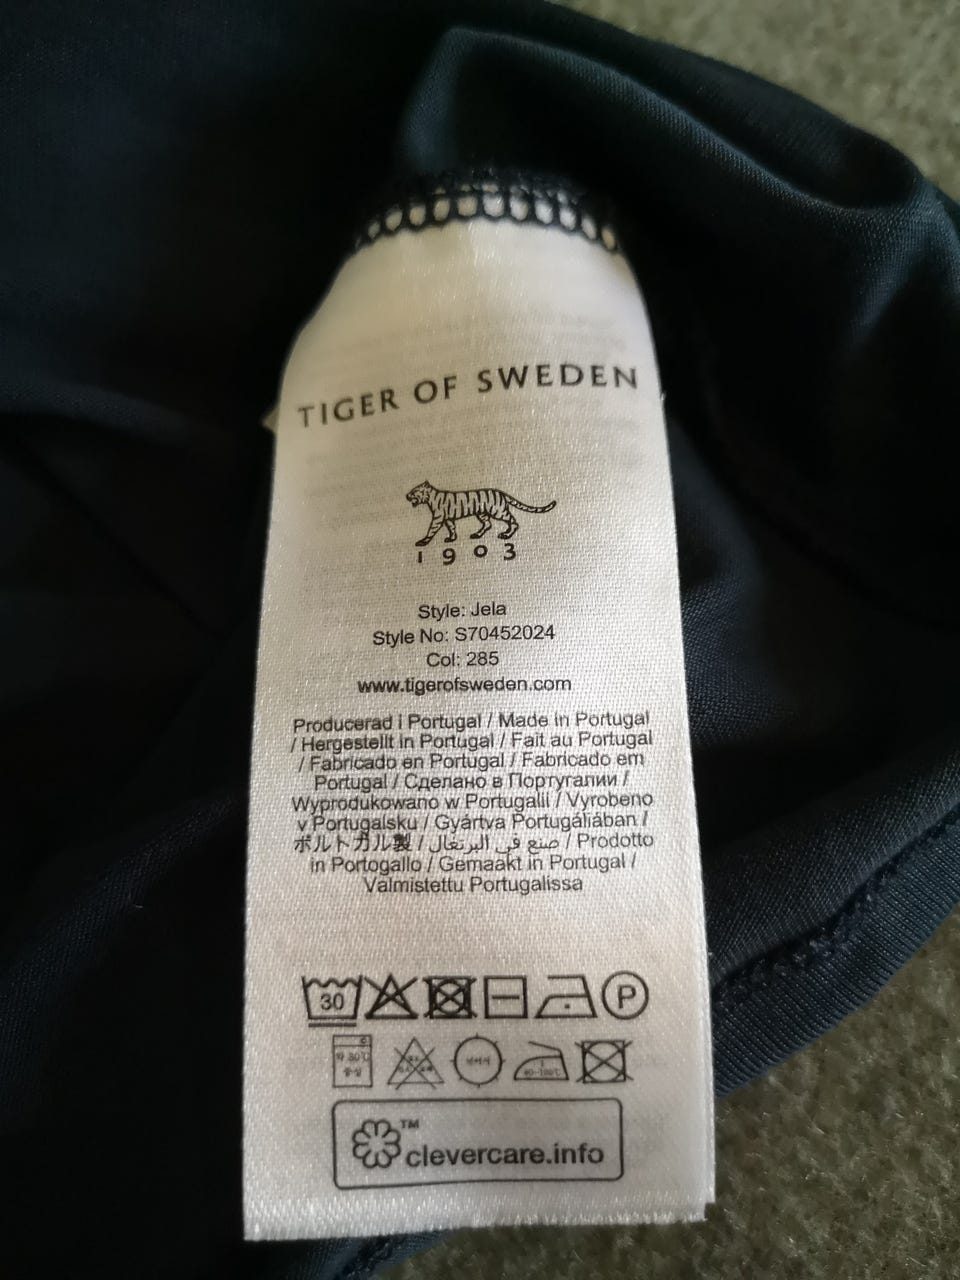 TIGER OF SWEDEN
1903
Style: Jela
Style No: S70452024
Col: 285
www.tigerofsweden.com
Producerad i Portugal / Made in Portugal
/ Hergestellt in Portugal / Fait au Portugal
/ Fabricado en Portugal / Fabricado em
Portugal / Сделано в Португалии /
Wyprodukowano w Portugalii / Vyrobeno
v Portugalsku / Gyártva Portugáliában /
ポルトガル製 / صنع في البرتغال / Prodotto
in Portogallo / Gemaakt in Portugal /
Valmistettu Portugalissa
30 P
clevercare.info